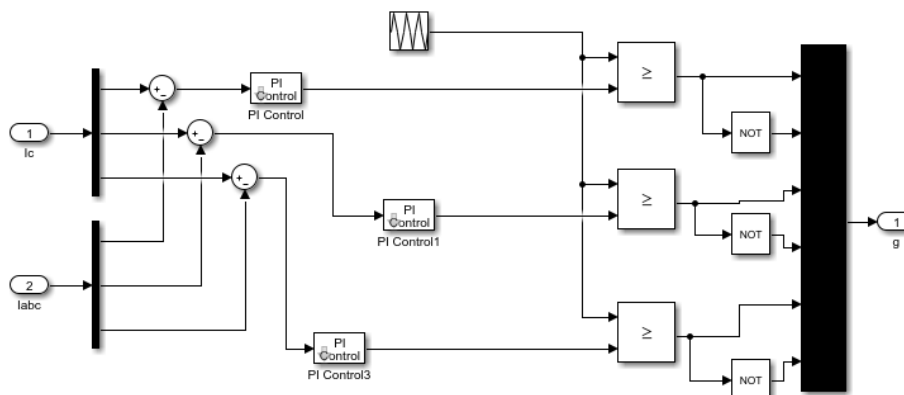 PI
Control
PI Control
≥
+
−
1
Ic
NOT
+
−
+
−
PI
Control
PI Control1
≥
NOT
1
g
2
Iabc
PI
Control
PI Control3
≥
NOT